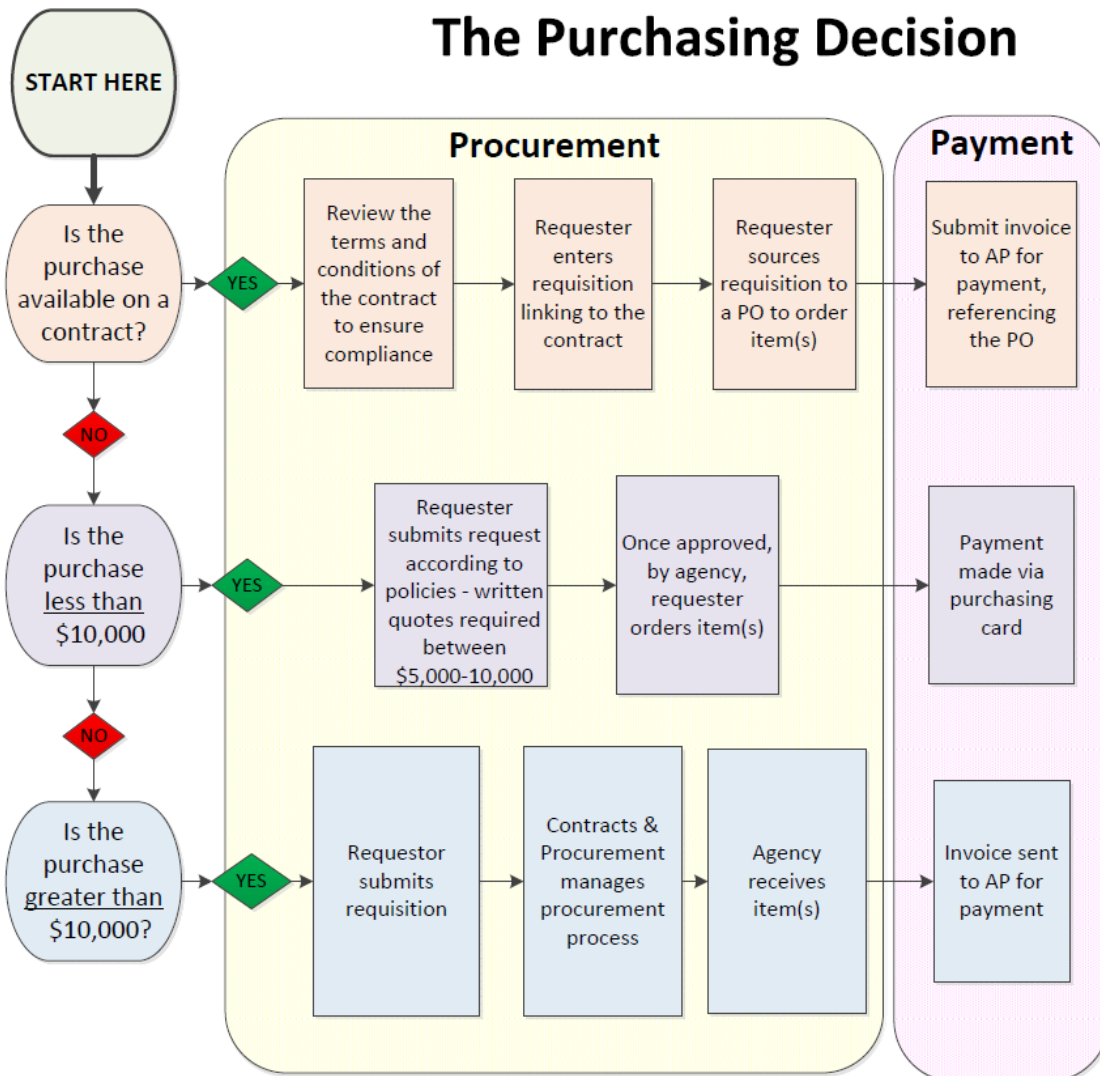 The Purchasing Decision
START HERE
Procurement
Payment
Is the
purchase
available on a
contract?
YES
Review the
terms and
conditions of
the contract
to ensure
compliance
Requester
enters
requisition
linking to the
contract
Requester
sources
requisition to
a PO to order
item(s)
Submit invoice
to AP for
payment,
referencing
the PO
NO
Is the
purchase
less than
$10,000
YES
Requester
submits request
according to
policies - written
quotes required
between
$5,000-10,000
Once approved,
by agency,
requester
orders item(s)
Payment
made via
purchasing
card
NO
Is the
purchase
greater than
$10,000?
YES
Requestor
submits
requisition
Contracts &
Procurement
manages
procurement
process
Agency
receives
item(s)
Invoice sent
to AP for
payment